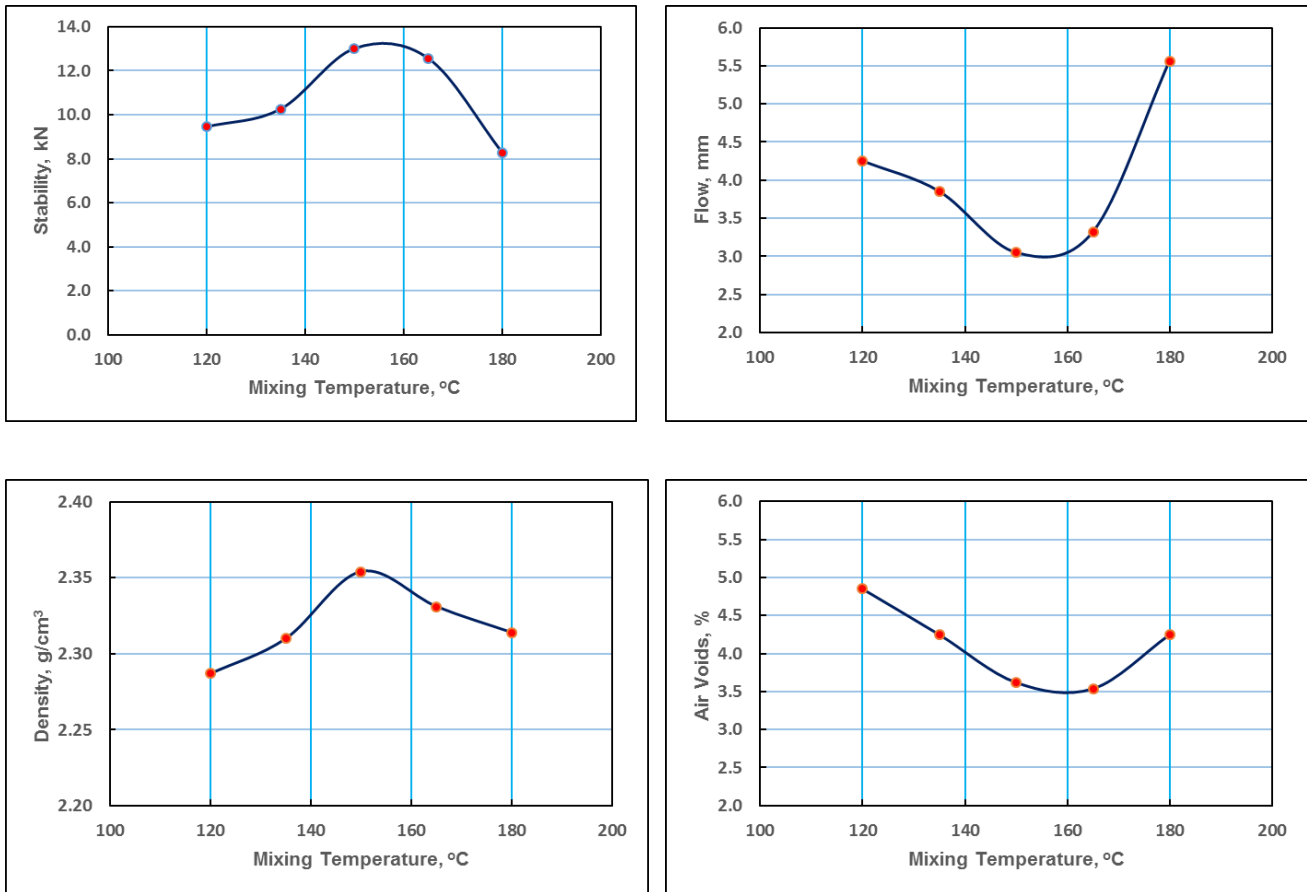 14.0
12.0
10.0
8.0
6.0
4.0
2.0
0.0
Stability, kN
100 120 140 160 180 200
Mixing Temperature, ᵒC
6.0
5.5
5.0
4.5
4.0
3.5
3.0
2.5
2.0
Flow, mm
100 120 140 160 180 200
Mixing Temperature, ᵒC
2.40
2.35
2.30
2.25
2.20
Density, g/cm³
100 120 140 160 180 200
Mixing Temperature, ᵒC
6.0
5.5
5.0
4.5
4.0
3.5
3.0
2.5
2.0
Air Voids, %
100 120 140 160 180 200
Mixing Temperature, ᵒC